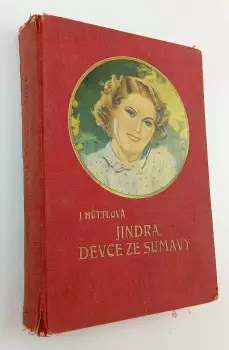 J HÜTTLOVÁ
JINDRA,
DĚVČE ZE ŠUMAVY